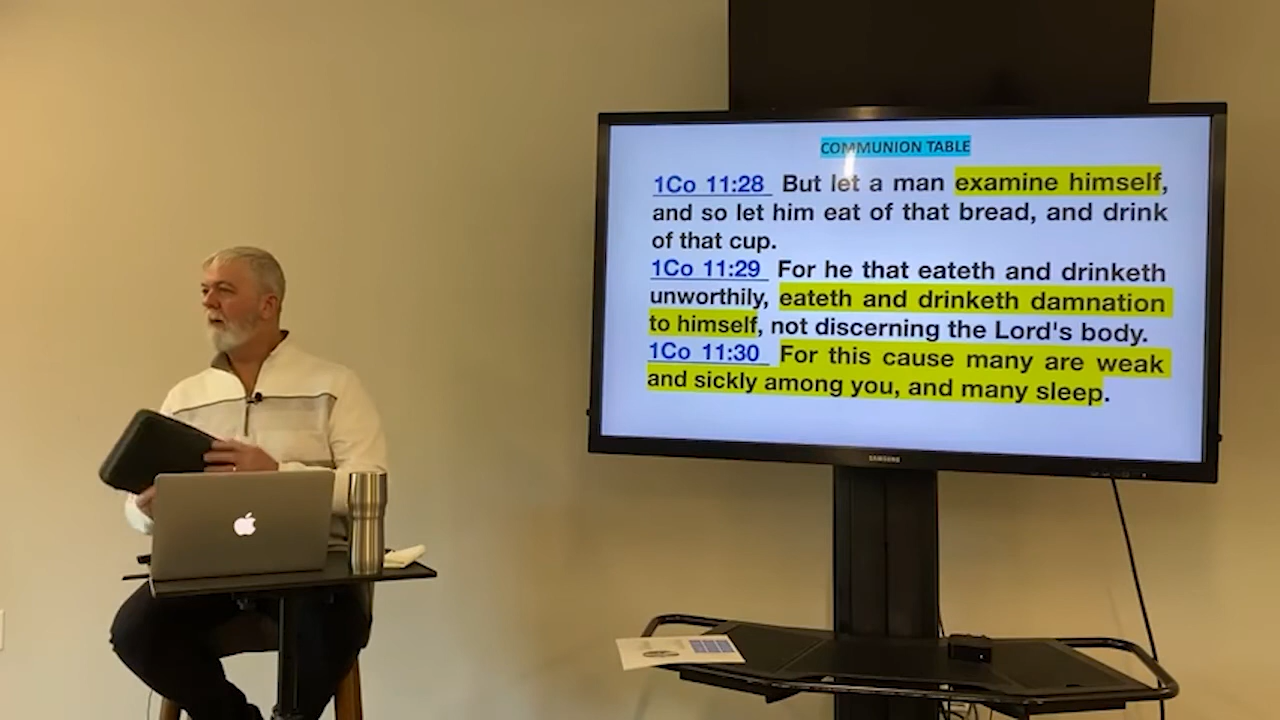 COMMUNION TABLE
1Co 11:28 But let a man examine himself,
and so let him eat of that bread, and drink
of that cup.
1Co 11:29 For he that eateth and drinketh
unworthily, eateth and drinketh damnation
to himself, not discerning the Lord's body.
1Co 11:30 For this cause many are weak
and sickly among you, and many sleep.
SAMSUNG